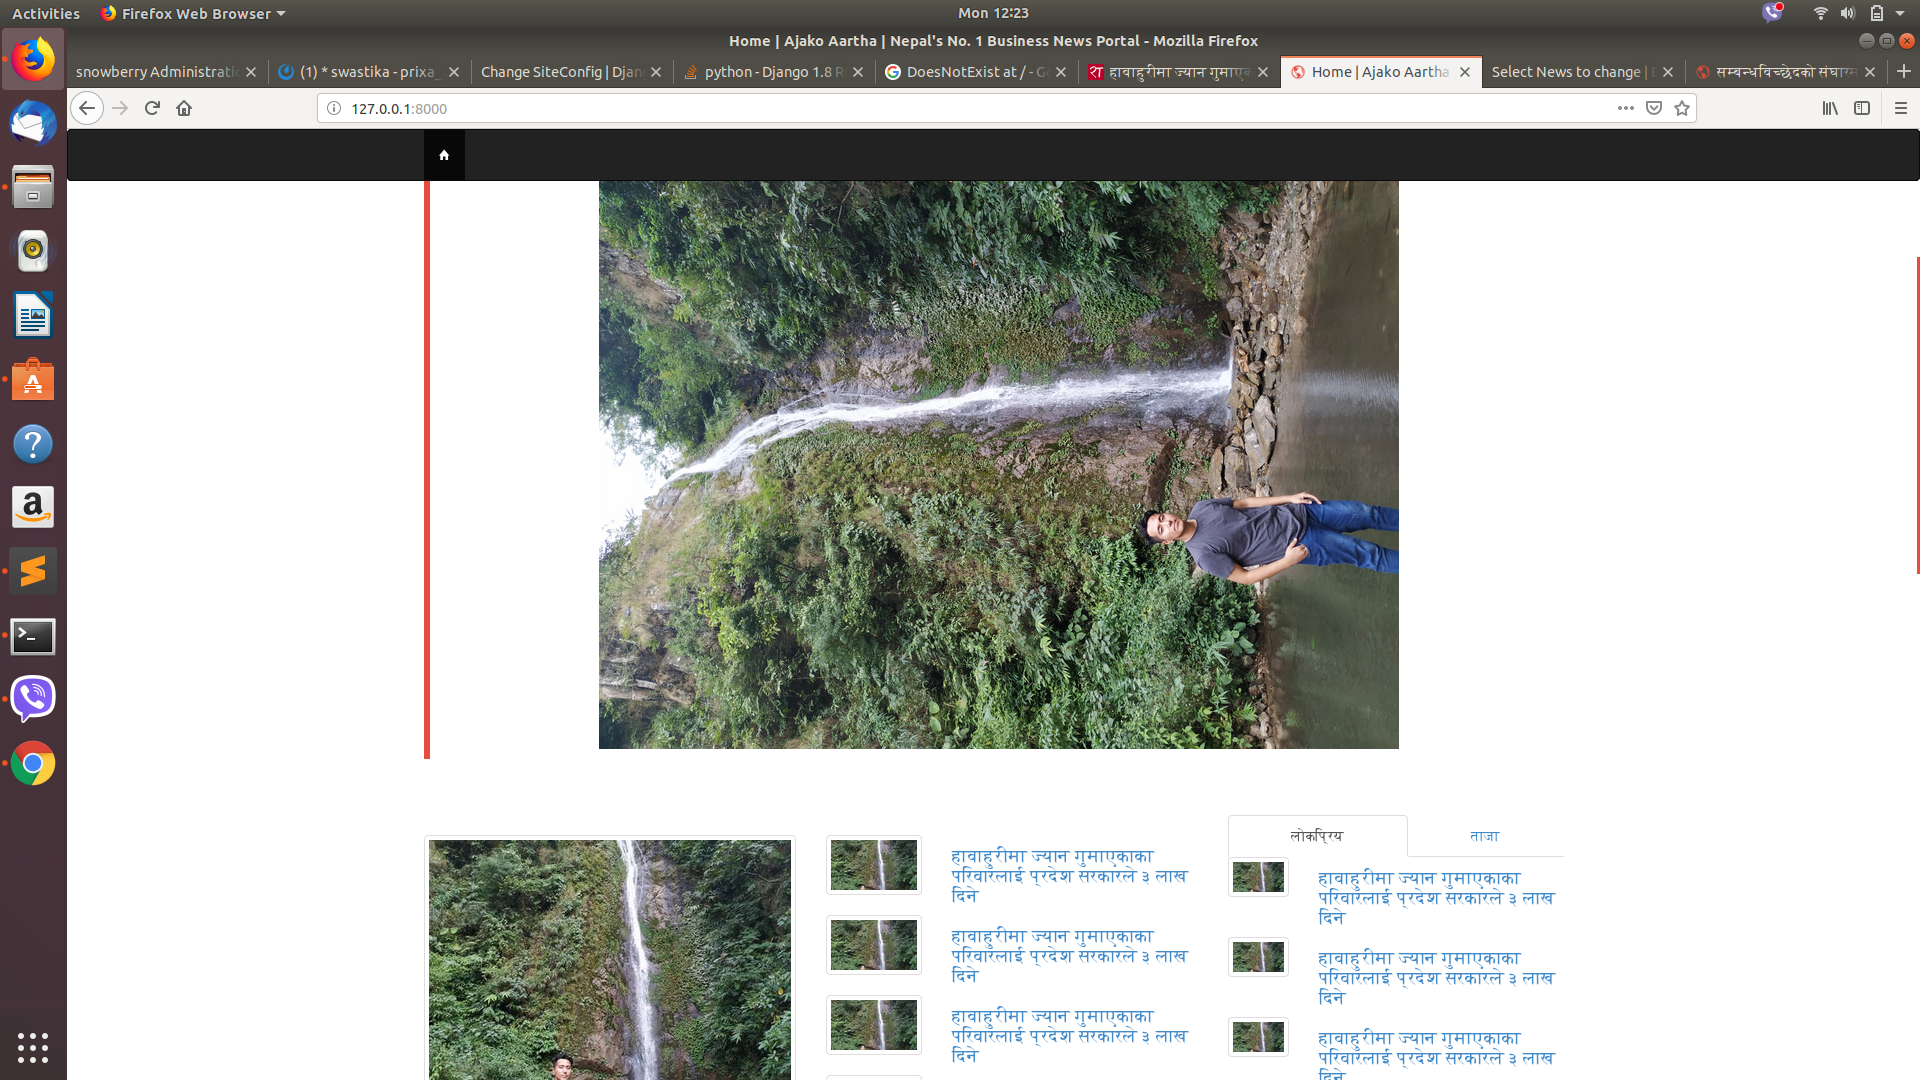 Activities
Firefox Web Browser
Mon 12:23
Home | Ajako Aartha | Nepal's No. 1 Business News Portal - Mozilla Firefox
snowberry Administratio
(1) * swastika - prixa_
Change SiteConfig | Djan
python - Django 1.8 R
DoesNotExist at / - G
हावाहुरीमा ज्यान गुमाएक
Home | Ajako Aartha
Select News to change |
सम्बन्धविच्छेदको संघारम
127.0.0.1:8000
लोकप्रिय
ताजा
हावाहुरीमा ज्यान गुमाएकाका
परिवारलाई प्रदेश सरकारले ३ लाख
दिने
हावाहुरीमा ज्यान गुमाएकाका
परिवारलाई प्रदेश सरकारले ३ लाख
दिने
हावाहुरीमा ज्यान गुमाएकाका
परिवारलाई प्रदेश सरकारले ३ लाख
दिने
हावाहुरीमा ज्यान गुमाएकाका
परिवारलाई प्रदेश सरकारले ३ लाख
दिने
हावाहुरीमा ज्यान गुमाएकाका
परिवारलाई प्रदेश सरकारले ३ लाख
दिने
हावाहुरीमा ज्यान गुमाएकाका
परिवारलाई प्रदेश सरकारले ३ लाख
दिने